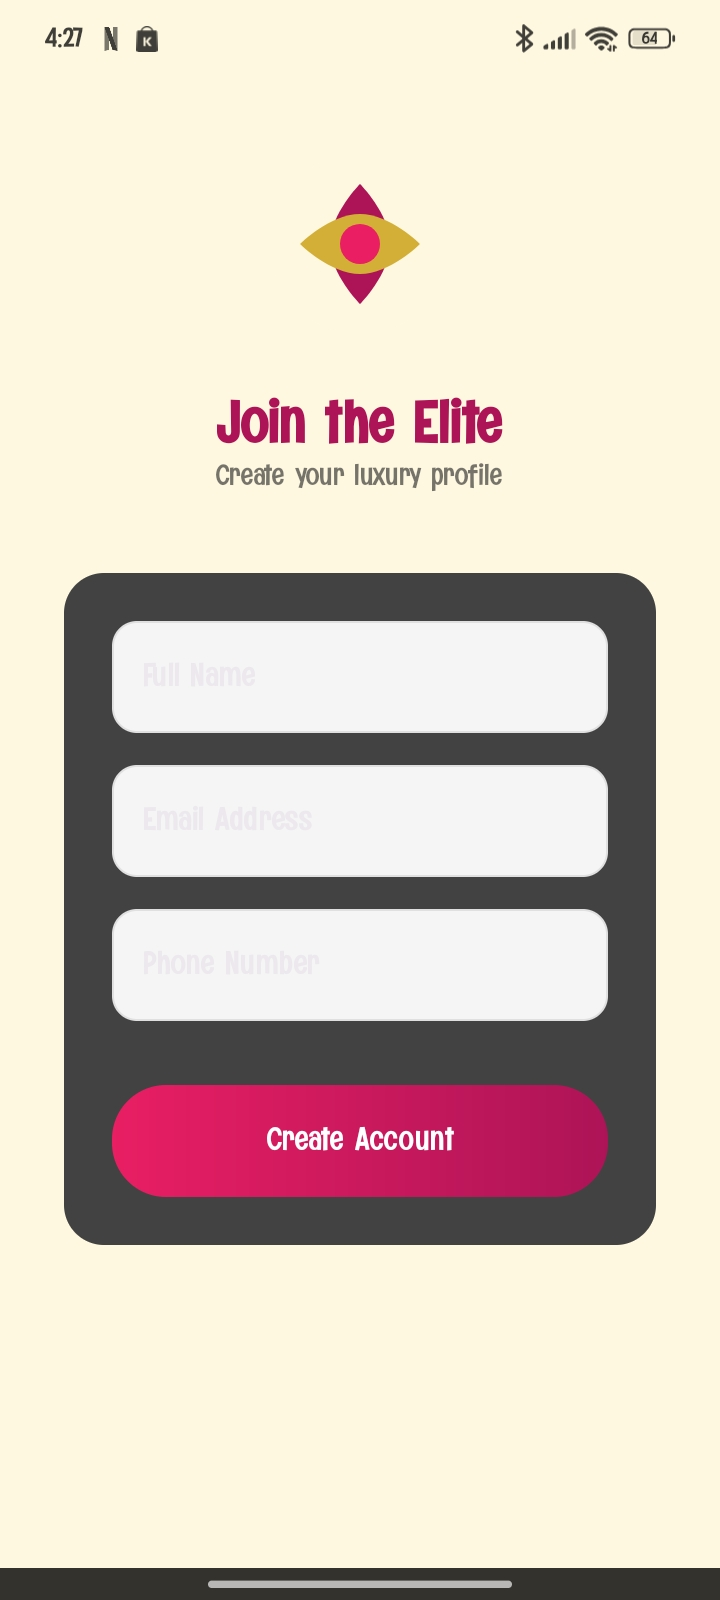 4:27 N K 64
Join the Elite
Create your luxury profile
Full Name
Email Address
Phone Number
Create Account